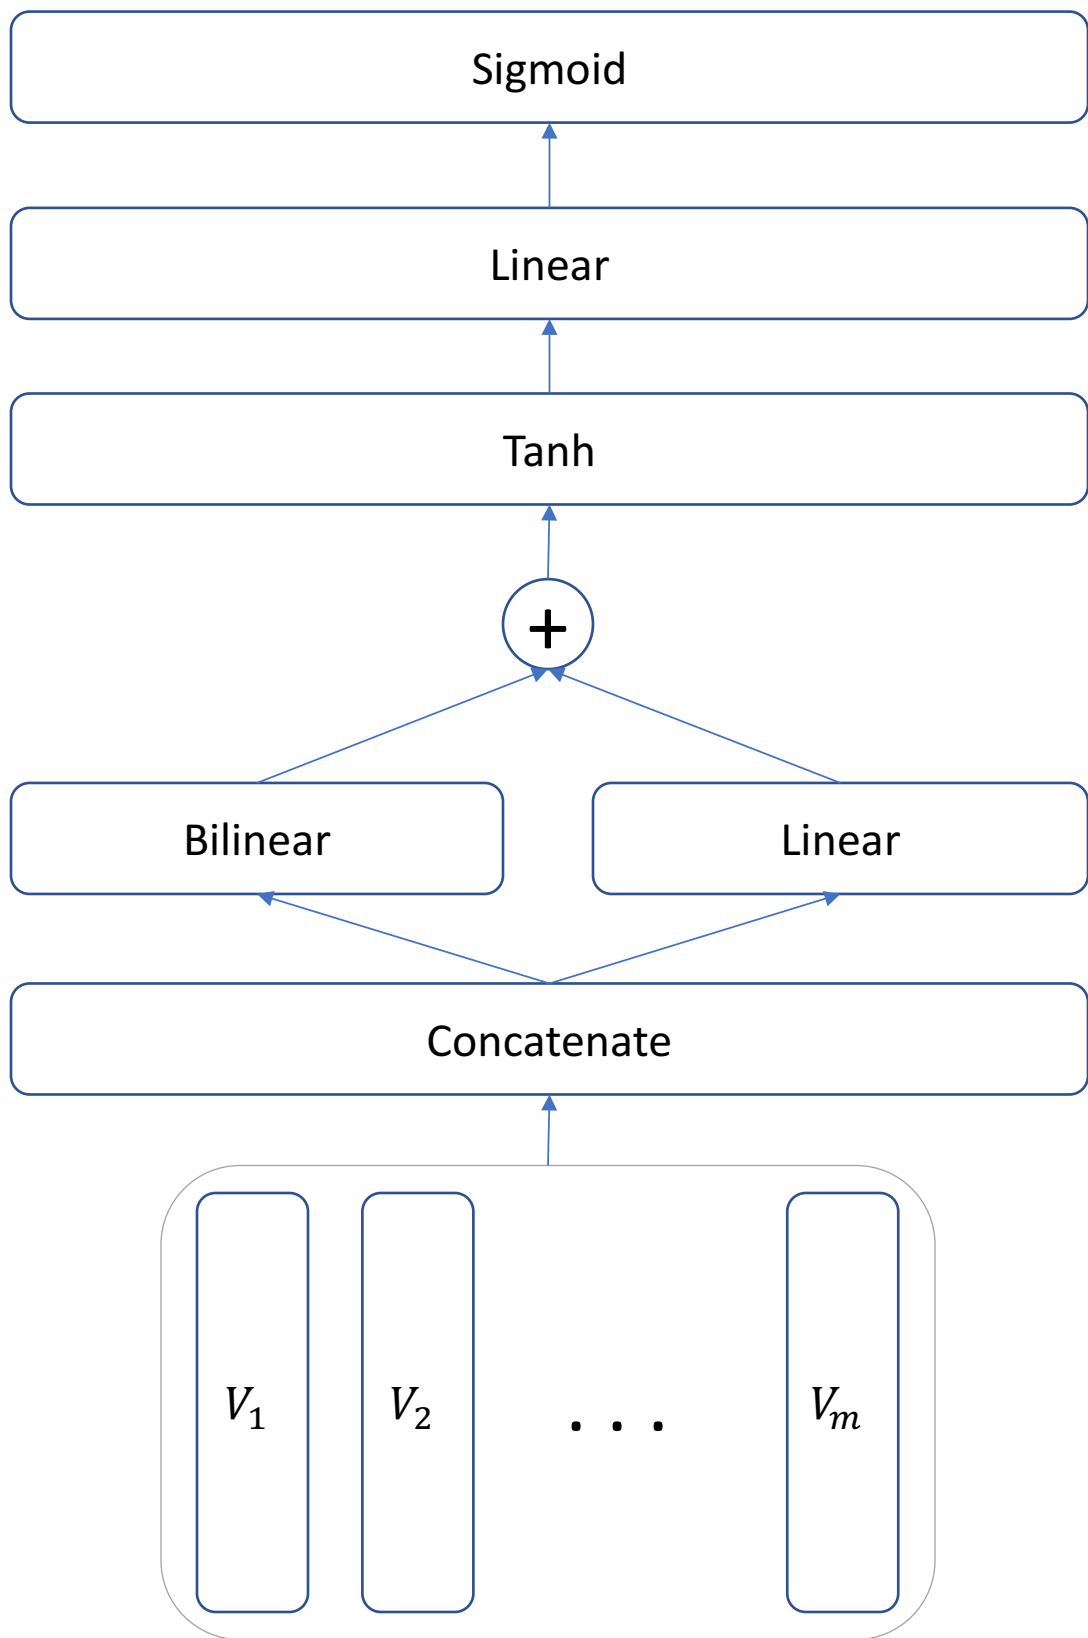 Sigmoid
Linear
Tanh
+
Bilinear Linear
Concatenate
V₁ V₂ . . . Vₘ